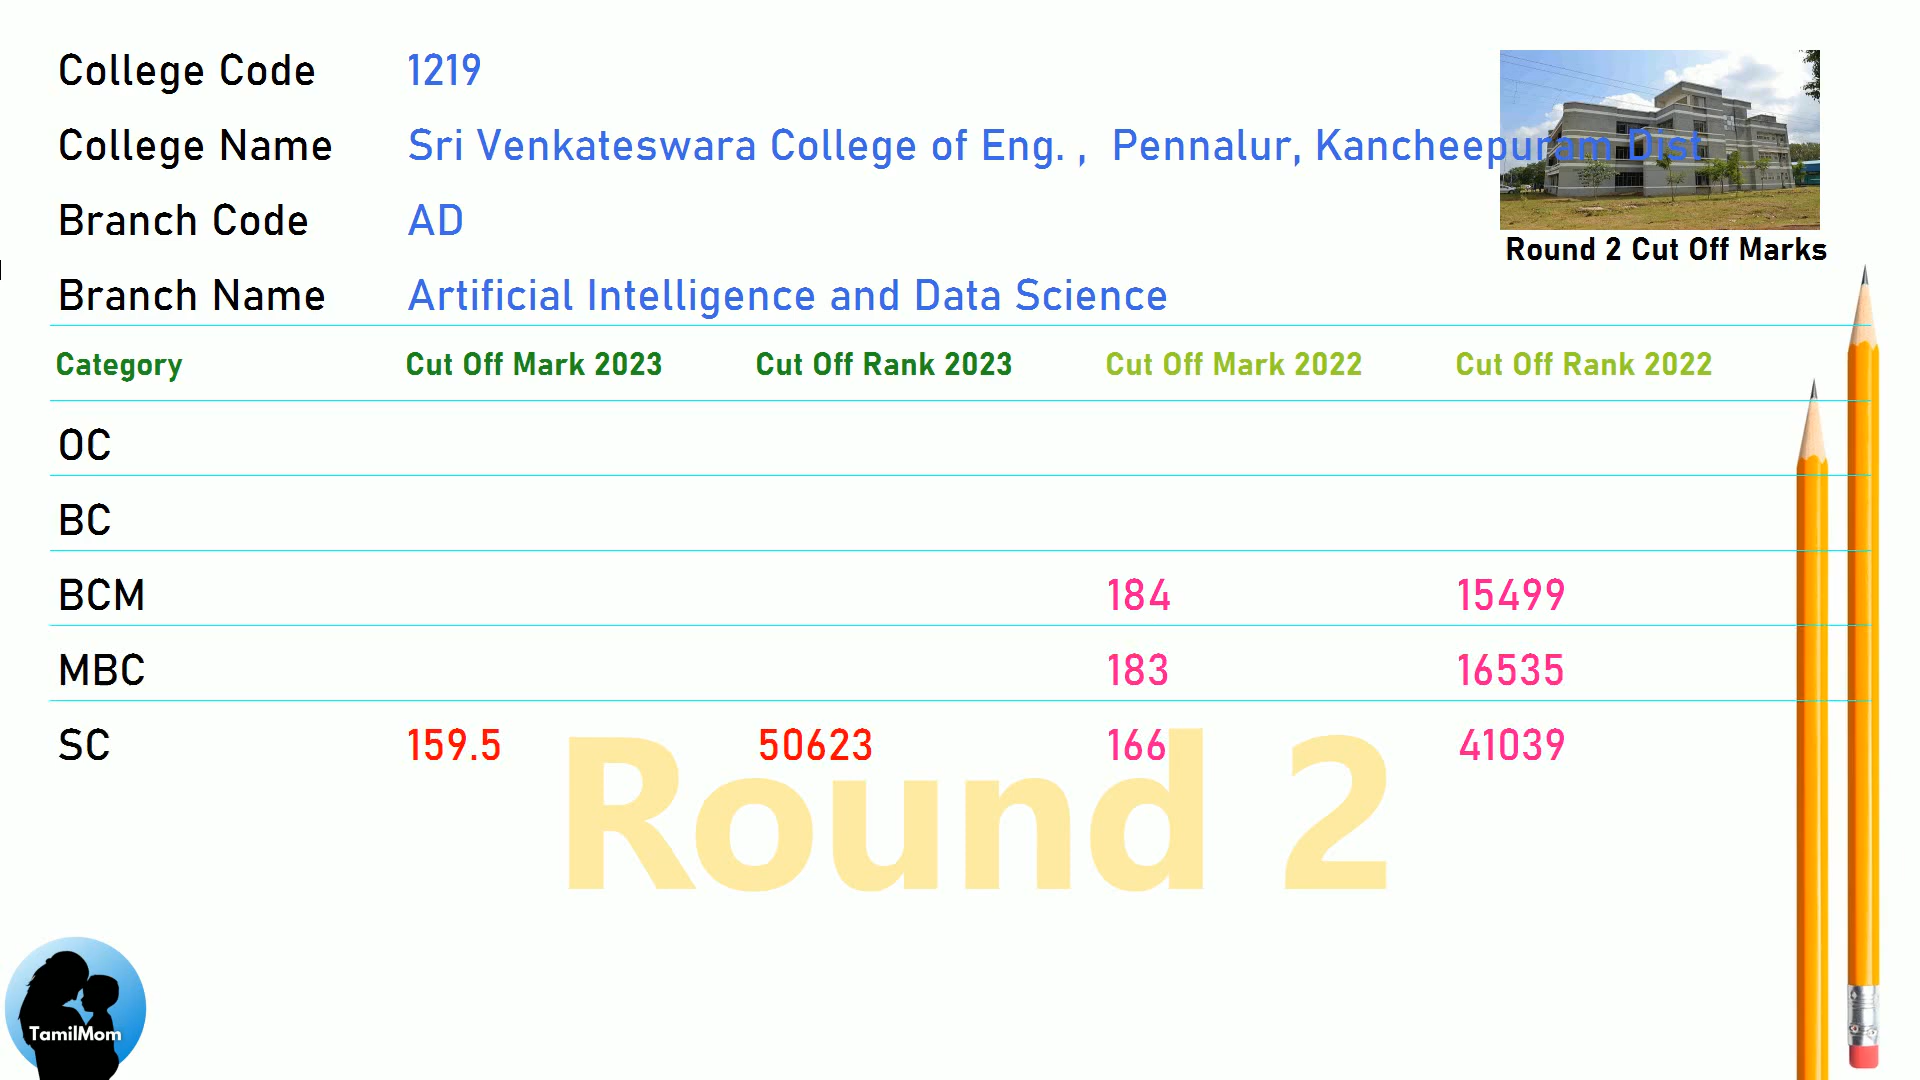 College Code 1219
College Name Sri Venkateswara College of Eng. , Pennalur, Kancheepuram Dist
Branch Code AD
Round 2 Cut Off Marks
Branch Name Artificial Intelligence and Data Science
Category Cut Off Mark 2023 Cut Off Rank 2023 Cut Off Mark 2022 Cut Off Rank 2022
OC
BC
BCM 184 15499
MBC 183 16535
SC 159.5 50623 166 41039
Round 2
TamilMom